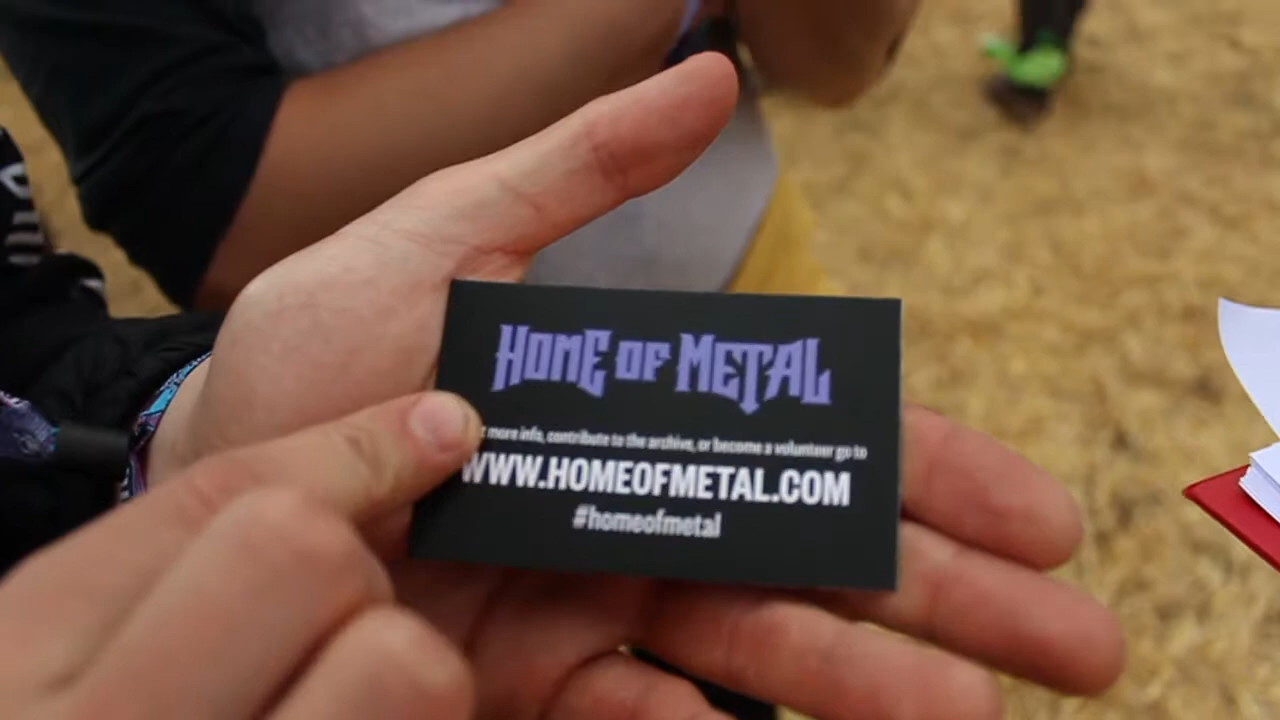 HOME OF METAL
more info, contribute to the archive, or become a volunteer go to
WWW.HOMEOFMETAL.COM
#homeofmetal